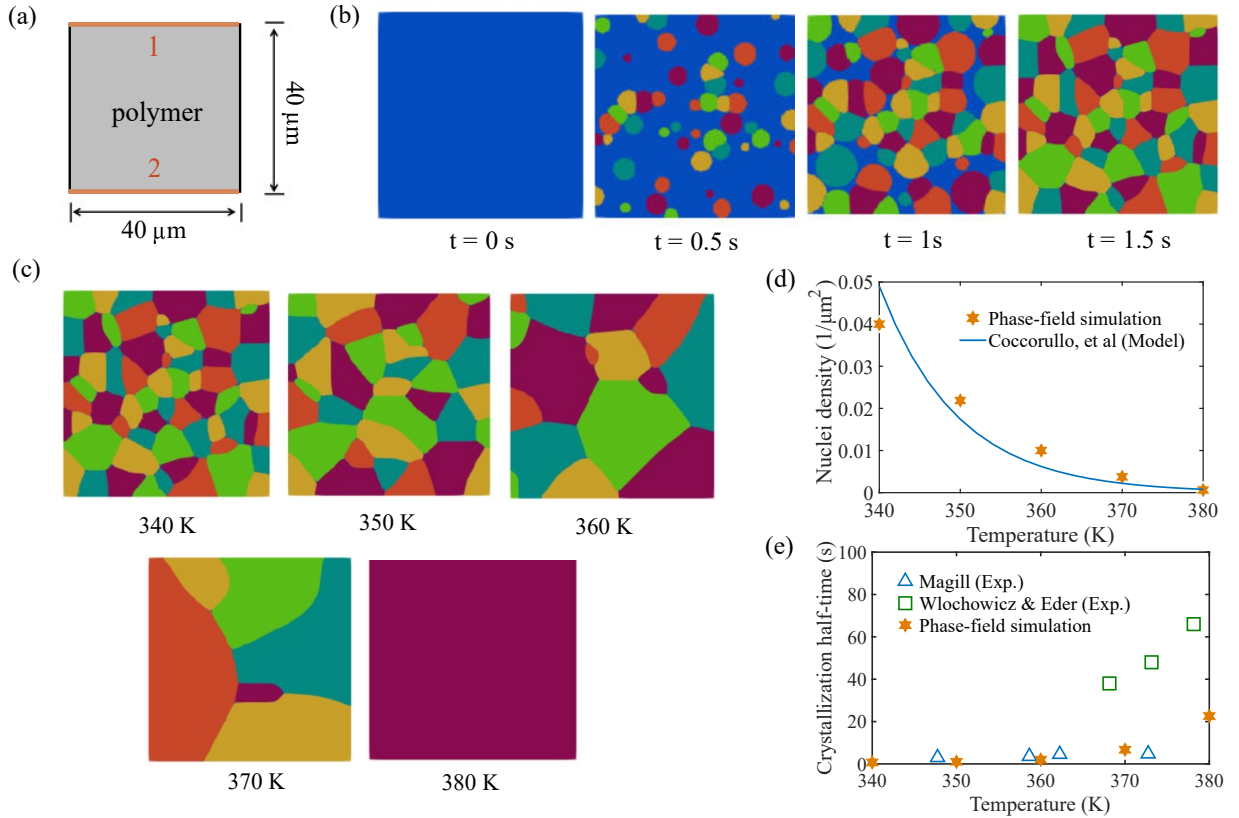 (a)
1
polymer
2
40 µm
40 µm
(b)
t = 0 s
t = 0.5 s
t = 1s
t = 1.5 s
(c)
340 K
350 K
360 K
370 K
380 K
(d)
Nuclei density (1/µm²)
0.05
0.04
0.03
0.02
0.01
0
Phase-field simulation
Coccorullo, et al (Model)
340
350
360
370
380
Temperature (K)
(e)
Crystallization half-time (s)
100
80
60
40
20
0
Magill (Exp.)
Wlochowicz & Eder (Exp.)
Phase-field simulation
340
350
360
370
380
Temperature (K)